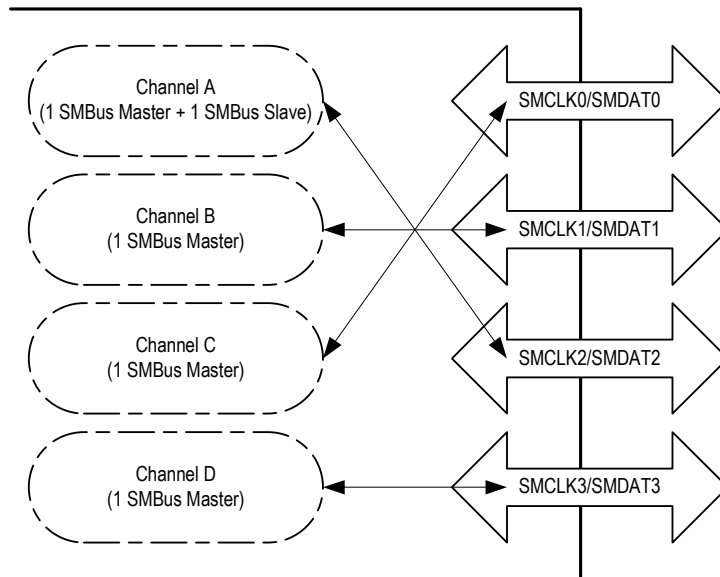 Channel A
(1 SMBus Master + 1 SMBus Slave)
SMCLK0/SMDAT0
Channel B
(1 SMBus Master)
SMCLK1/SMDAT1
Channel C
(1 SMBus Master)
SMCLK2/SMDAT2
Channel D
(1 SMBus Master)
SMCLK3/SMDAT3